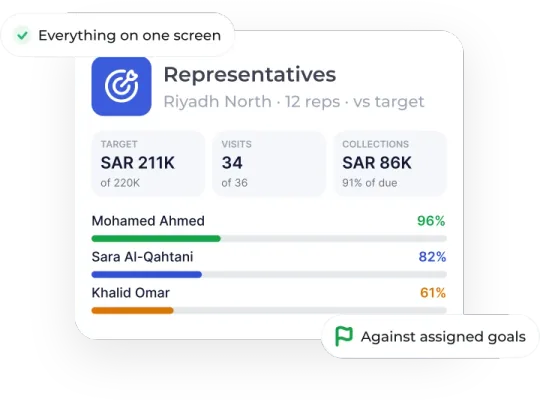 Everything on one screen
Representatives
Riyadh North · 12 reps · vs target
TARGET
SAR 211K
of 220K
VISITS
34
of 36
COLLECTIONS
SAR 86K
91% of due
Mohamed Ahmed 96%
Sara Al-Qahtani 82%
Khalid Omar 61%
Against assigned goals